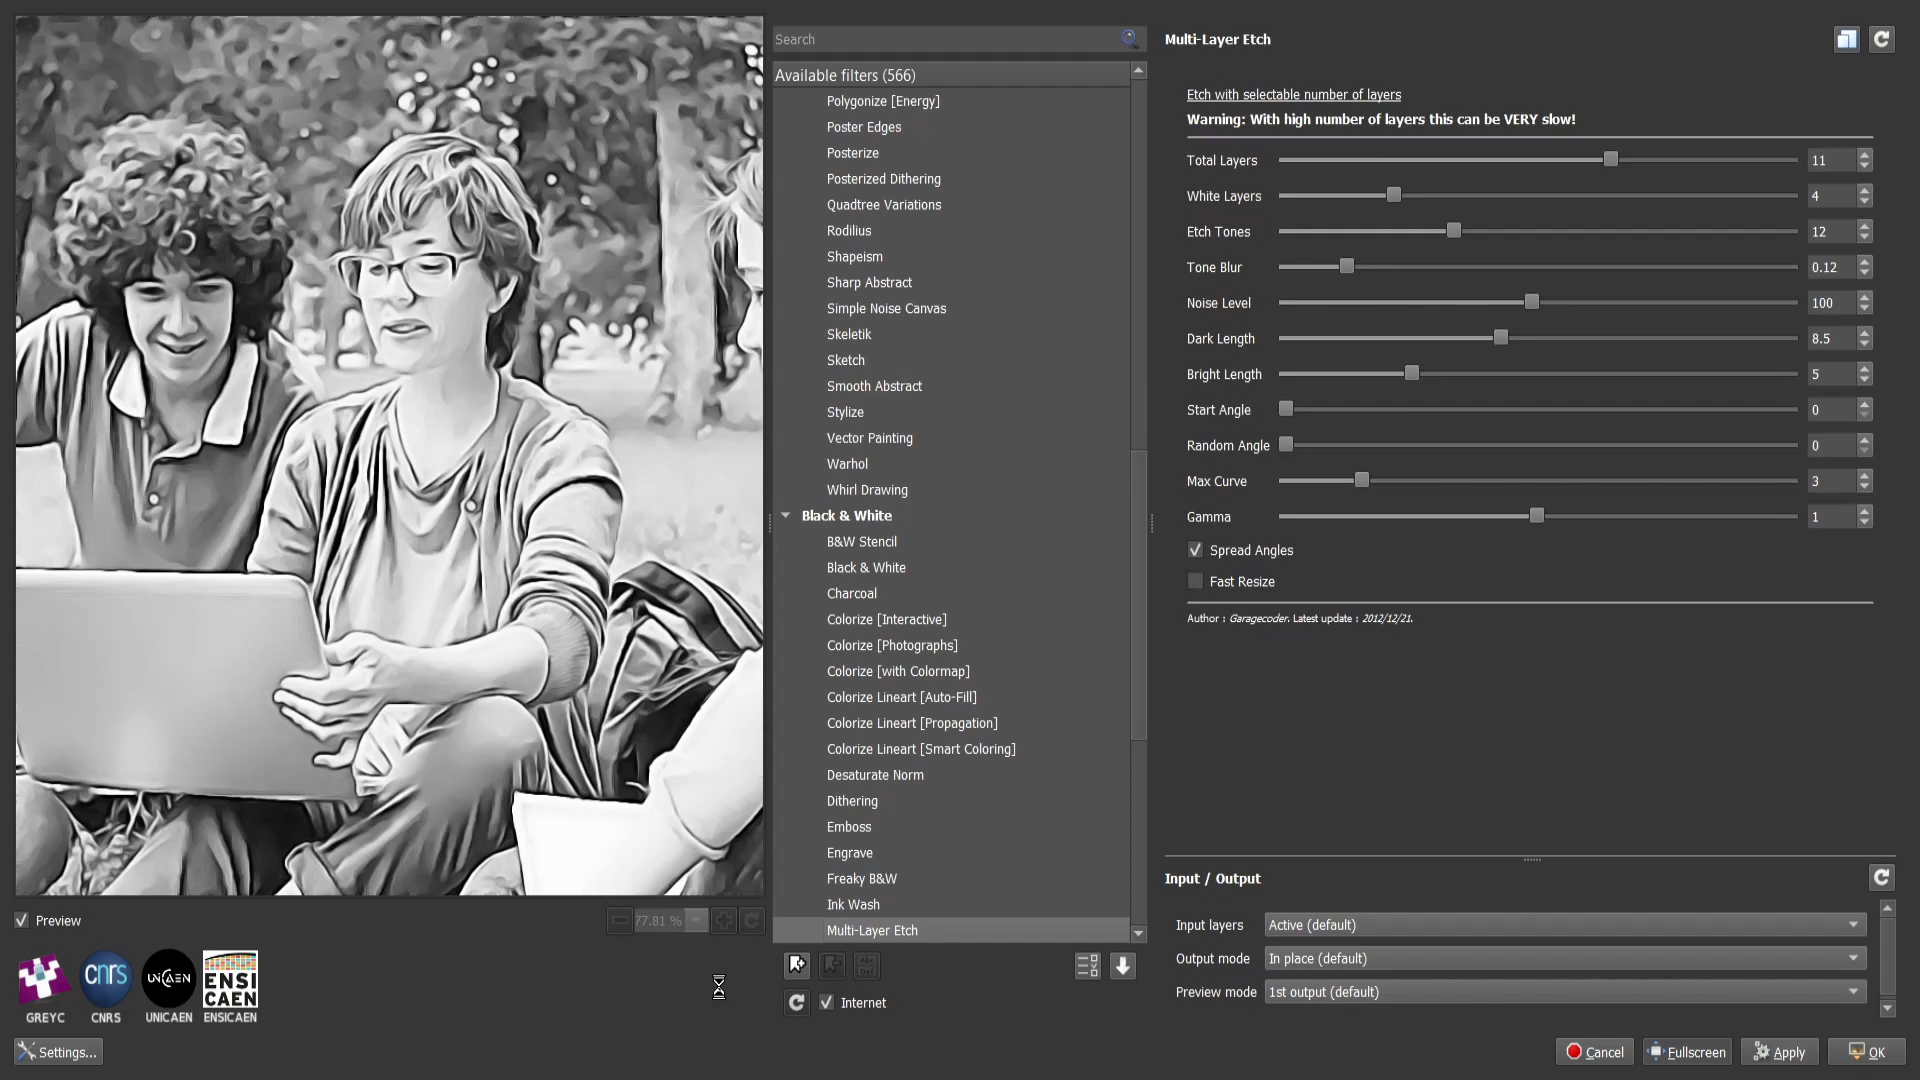 Search
Available filters (566)
Polygonize [Energy]
Poster Edges
Posterize
Posterized Dithering
Quadtree Variations
Rodilius
Shapeism
Sharp Abstract
Simple Noise Canvas
Skeletik
Sketch
Smooth Abstract
Stylize
Vector Painting
Warhol
Whirl Drawing
Black & White
B&W Stencil
Black & White
Charcoal
Colorize [Interactive]
Colorize [Photographs]
Colorize [with Colormap]
Colorize Lineart [Auto-Fill]
Colorize Lineart [Propagation]
Colorize Lineart [Smart Coloring]
Desaturate Norm
Dithering
Emboss
Engrave
Freaky B&W
Ink Wash
Multi-Layer Etch
Abc
Def
Internet
Preview
77.81 %
cnrs
UNICAEN
ENSI
CAEN
GREYC
CNRS
UNICAEN
ENSICAEN
Settings...
Multi-Layer Etch
Etch with selectable number of layers
Warning: With high number of layers this can be VERY slow!
Total Layers 11
White Layers 4
Etch Tones 12
Tone Blur 0.12
Noise Level 100
Dark Length 8.5
Bright Length 5
Start Angle 0
Random Angle 0
Max Curve 3
Gamma 1
Spread Angles
Fast Resize
Author : Garagecoder. Latest update : 2012/12/21.
Input / Output
Input layers Active (default)
Output mode In place (default)
Preview mode 1st output (default)
Cancel
Fullscreen
Apply
OK